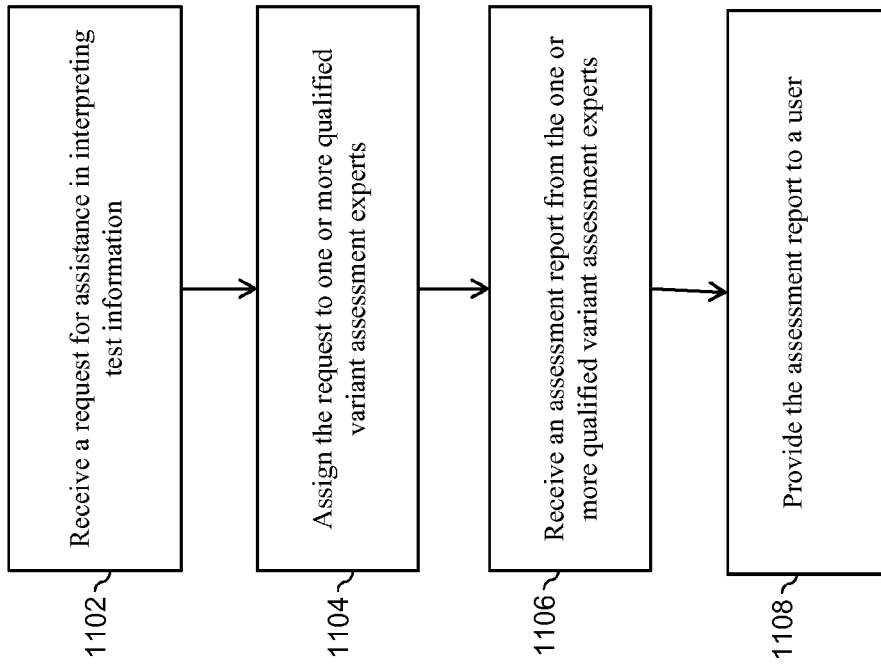 1102
Receive a request for assistance in interpreting
test information
1104
Assign the request to one or more qualified
variant assessment experts
1106
Receive an assessment report from the one or
more qualified variant assessment experts
1108
Provide the assessment report to a user